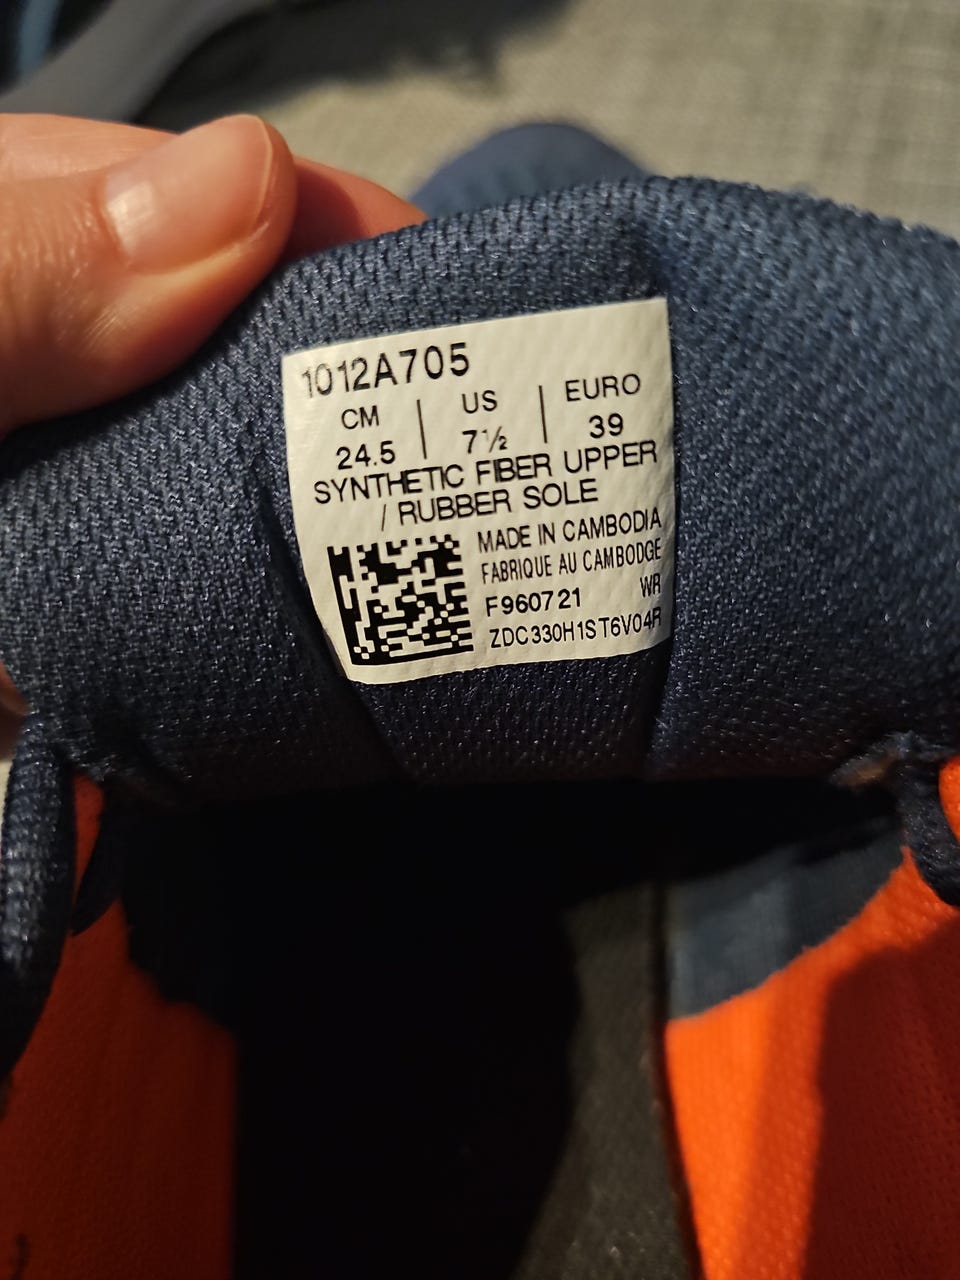 1012A705
CM | US | EURO
24.5 | 7½ | 39
SYNTHETIC FIBER UPPER
/ RUBBER SOLE
MADE IN CAMBODIA
FABRIQUE AU CAMBODGE
F960721 WR
ZDC330H1ST6V04R